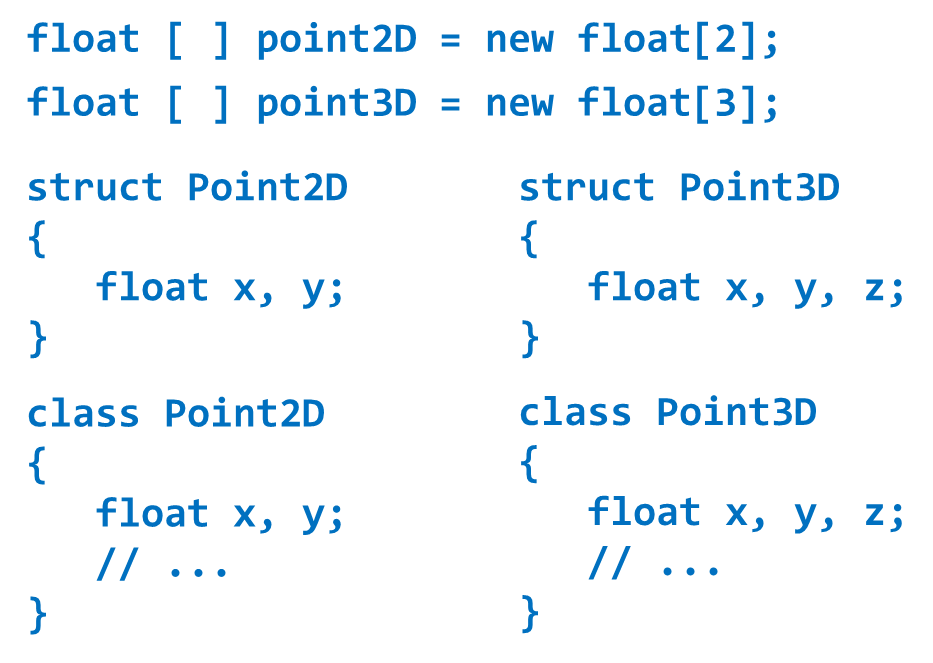 float [ ] point2D = new float[2];
float [ ] point3D = new float[3];
struct Point2D
{
float x, y;
}
struct Point3D
{
float x, y, z;
}
class Point2D
{
float x, y;
// ...
}
class Point3D
{
float x, y, z;
// ...
}